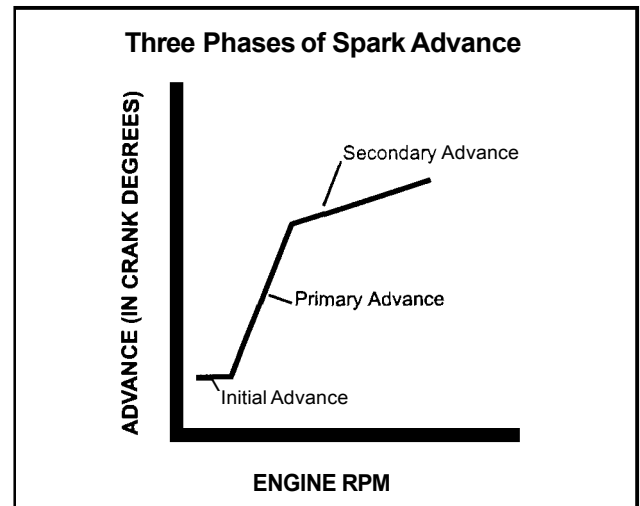 Three Phases of Spark Advance
ADVANCE (IN CRANK DEGREES)
Secondary Advance
Primary Advance
Initial Advance
ENGINE RPM